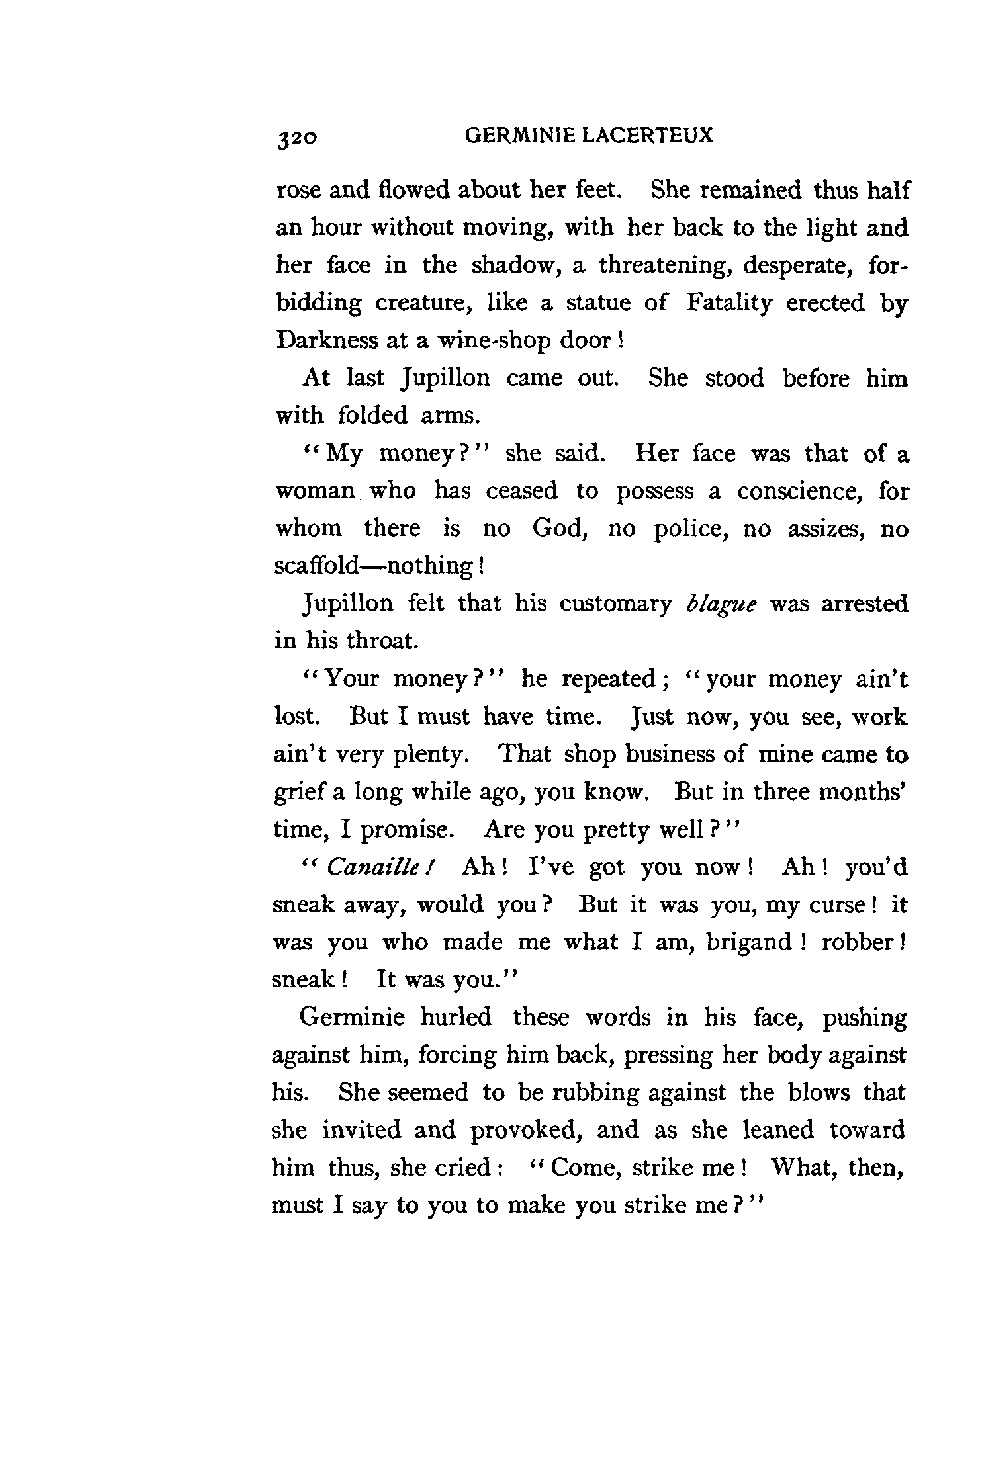 320 GERMINIE LACERTEUX
rose and flowed about her feet. She remained thus half
an hour without moving, with her back to the light and
her face in the shadow, a threatening, desperate, for-
bidding creature, like a statue of Fatality erected by
Darkness at a wine-shop door!
At last Jupillon came out. She stood before him
with folded arms.
"My money?" she said. Her face was that of a
woman who has ceased to possess a conscience, for
whom there is no God, no police, no assizes, no
scaffold—nothing!
Jupillon felt that his customary blague was arrested
in his throat.
"Your money?" he repeated; "your money ain't
lost. But I must have time. Just now, you see, work
ain't very plenty. That shop business of mine came to
grief a long while ago, you know. But in three months'
time, I promise. Are you pretty well?"
"Canaille! Ah! I've got you now! Ah! you'd
sneak away, would you? But it was you, my curse! it
was you who made me what I am, brigand! robber!
sneak! It was you."
Germinie hurled these words in his face, pushing
against him, forcing him back, pressing her body against
his. She seemed to be rubbing against the blows that
she invited and provoked, and as she leaned toward
him thus, she cried: "Come, strike me! What, then,
must I say to you to make you strike me?"